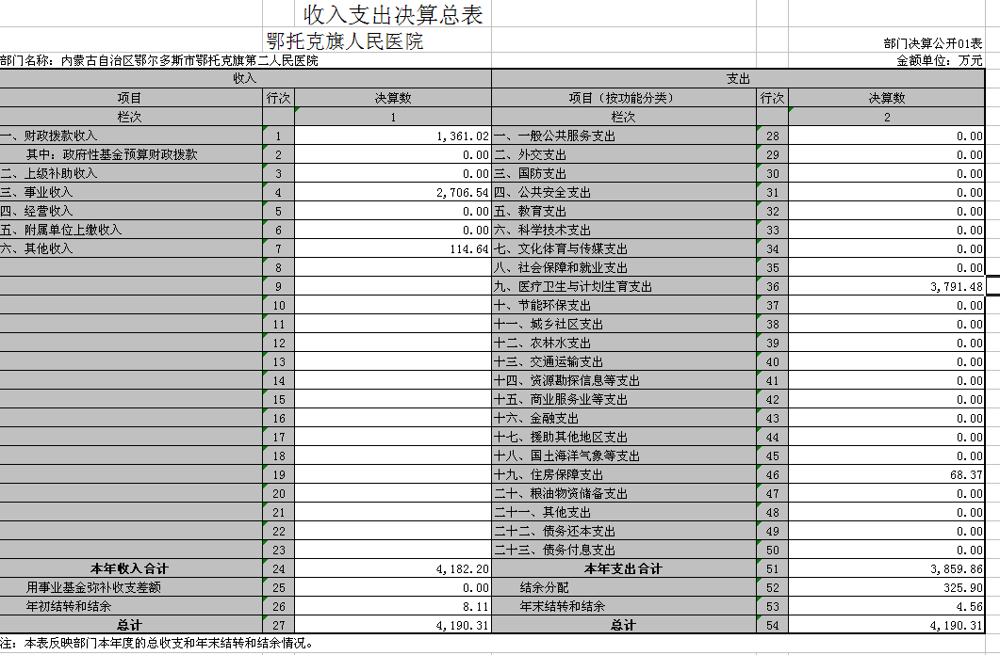 收入支出决算总表
鄂托克旗人民医院
部门决算公开01表
部门名称：内蒙古自治区鄂尔多斯市鄂托克旗第二人民医院 金额单位：万元
收入 支出
项目 行次 决算数 项目（按功能分类） 行次 决算数
栏次 1 栏次 2
一、财政拨款收入 1 1,361.02 一、一般公共服务支出 28 0.00
其中：政府性基金预算财政拨款 2 0.00 二、外交支出 29 0.00
二、上级补助收入 3 0.00 三、国防支出 30 0.00
三、事业收入 4 2,706.54 四、公共安全支出 31 0.00
四、经营收入 5 0.00 五、教育支出 32 0.00
五、附属单位上缴收入 6 0.00 六、科学技术支出 33 0.00
六、其他收入 7 114.64 七、文化体育与传媒支出 34 0.00
8 八、社会保障和就业支出 35 0.00
9 九、医疗卫生与计划生育支出 36 3,791.48
10 十、节能环保支出 37 0.00
11 十一、城乡社区支出 38 0.00
12 十二、农林水支出 39 0.00
13 十三、交通运输支出 40 0.00
14 十四、资源勘探信息等支出 41 0.00
15 十五、商业服务业等支出 42 0.00
16 十六、金融支出 43 0.00
17 十七、援助其他地区支出 44 0.00
18 十八、国土海洋气象等支出 45 0.00
19 十九、住房保障支出 46 68.37
20 二十、粮油物资储备支出 47 0.00
21 二十一、其他支出 48 0.00
22 二十二、债务还本支出 49 0.00
23 二十三、债务付息支出 50 0.00
本年收入合计 24 4,182.20 本年支出合计 51 3,859.86
用事业基金弥补收支差额 25 0.00 结余分配 52 325.90
年初结转和结余 26 8.11 年末结转和结余 53 4.56
总计 27 4,190.31 总计 54 4,190.31
注：本表反映部门本年度的总收支和年末结转和结余情况。